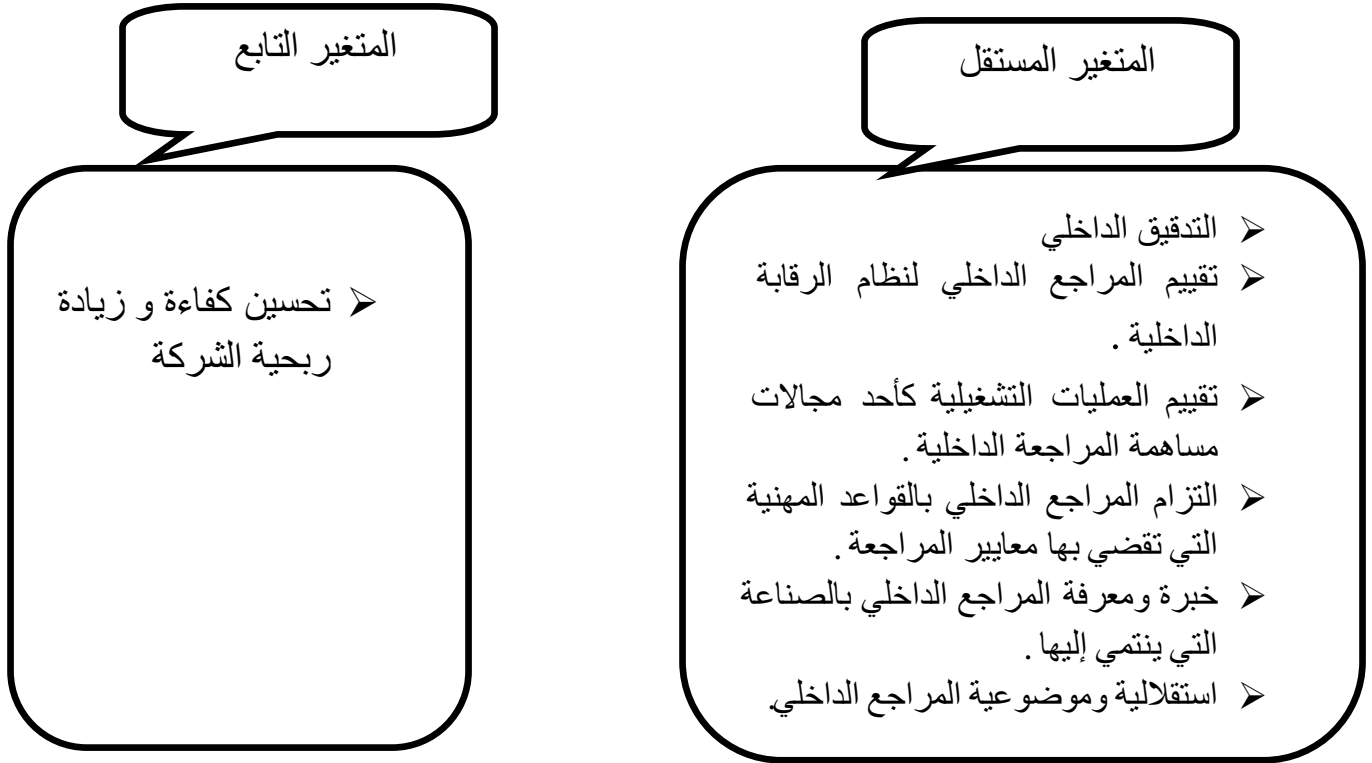 المتغير المستقل
التدقيق الداخلي
تقييم المراجع الداخلي لنظام الرقابة
الداخلية .
تقييم العمليات التشغيلية كأحد مجالات
مساهمة المراجعة الداخلية .
التزام المراجع الداخلي بالقواعد المهنية
التي تقضي بها معايير المراجعة .
خبرة ومعرفة المراجع الداخلي بالصناعة
التي ينتمي إليها .
استقلالية وموضوعية المراجع الداخلي.
المتغير التابع
تحسين كفاءة و زيادة
ربحية الشركة